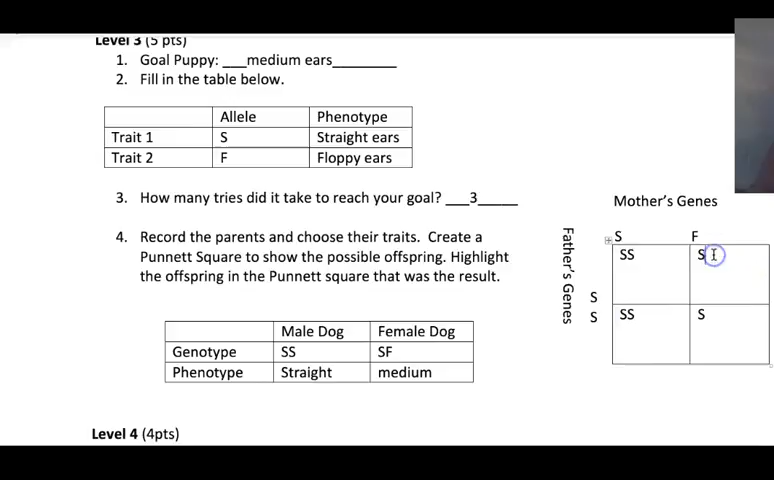 Level 3 (5 pts)
1. Goal Puppy: ___medium ears_________
2. Fill in the table below.
Allele Phenotype
Trait 1 S Straight ears
Trait 2 F Floppy ears
3. How many tries did it take to reach your goal? ___3_____
4. Record the parents and choose their traits. Create a
Punnett Square to show the possible offspring. Highlight
the offspring in the Punnett square that was the result.
Male Dog Female Dog
Genotype SS SF
Phenotype Straight medium
Level 4 (4pts)
Mother's Genes
Father's Genes
S F
SS S
S
S SS S